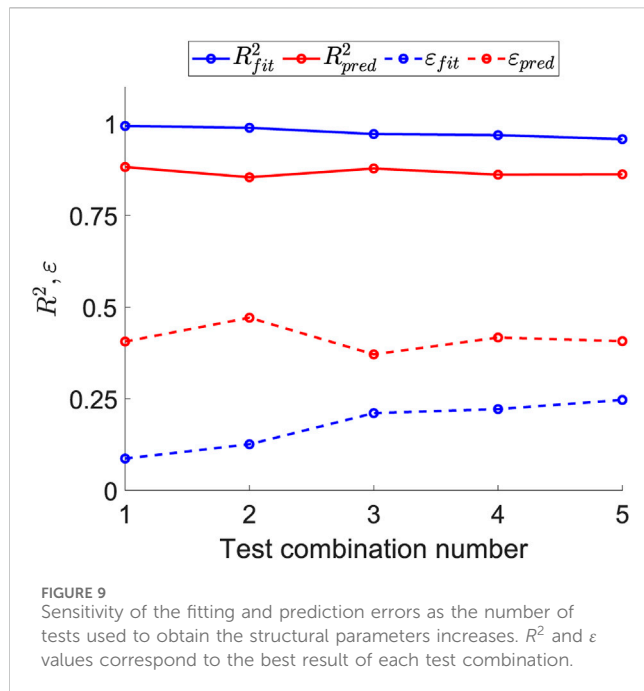 R²fit R²pred εfit εpred
1
0.75
0.5
0.25
0
R², ε
1 2 3 4 5
Test combination number
FIGURE 9
Sensitivity of the fitting and prediction errors as the number of
tests used to obtain the structural parameters increases. R² and ε
values correspond to the best result of each test combination.